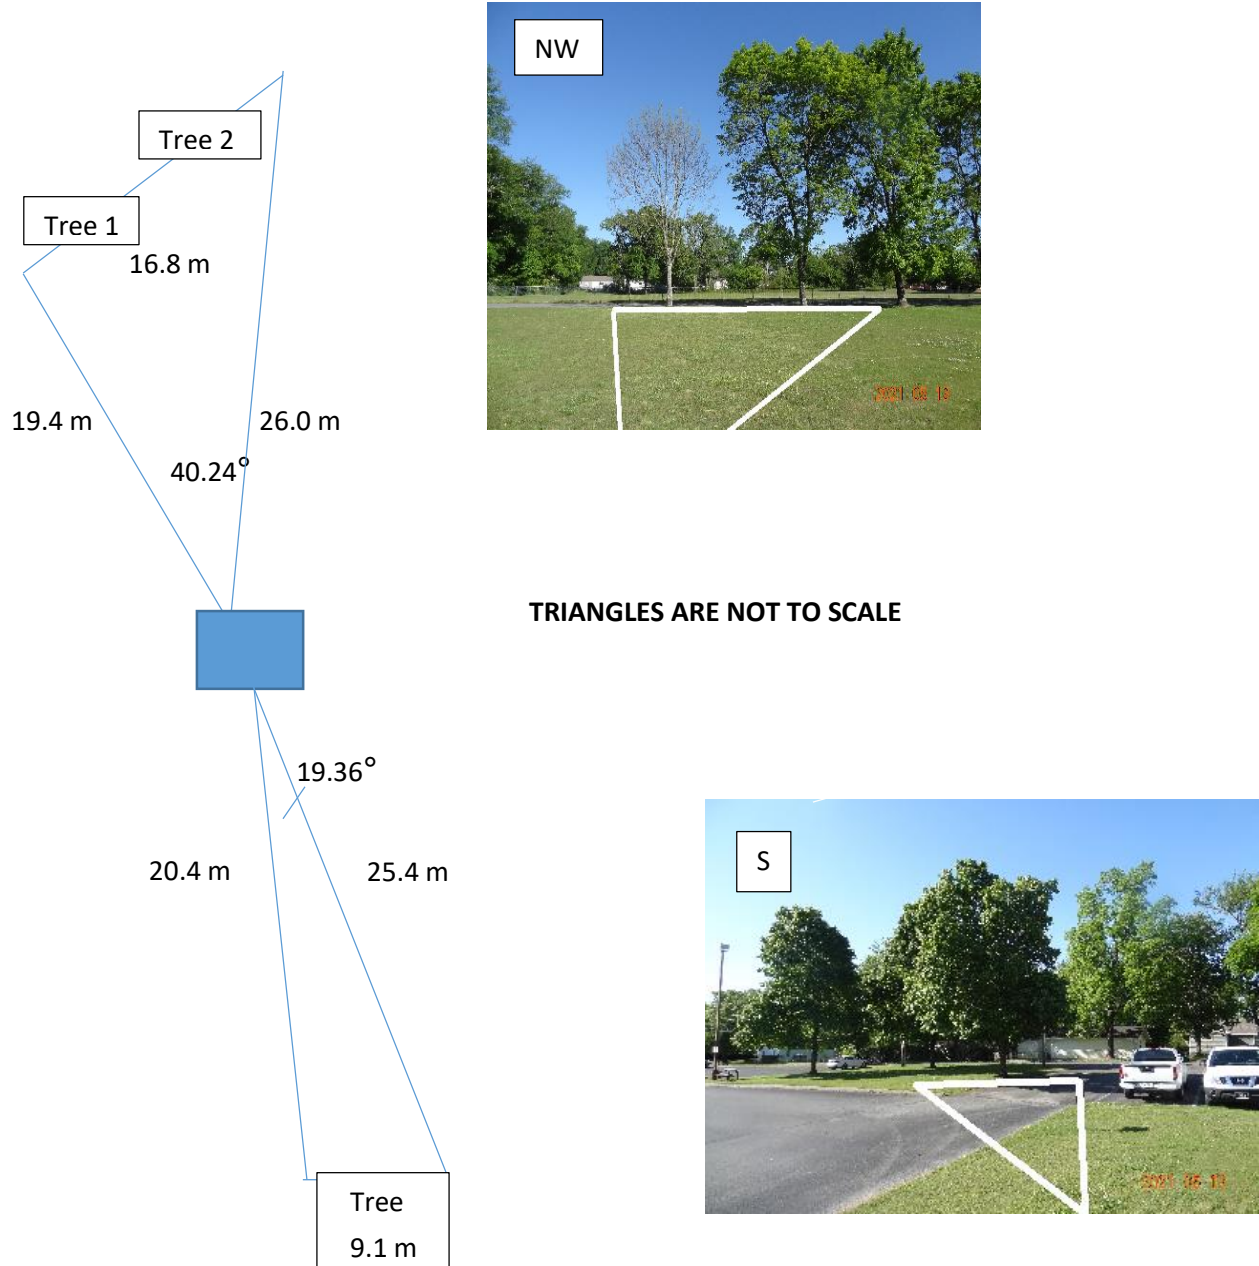 NW
Tree 2
Tree 1
16.8 m
19.4 m
26.0 m
40.24°
TRIANGLES ARE NOT TO SCALE
19.36°
20.4 m
25.4 m
S
Tree
9.1 m